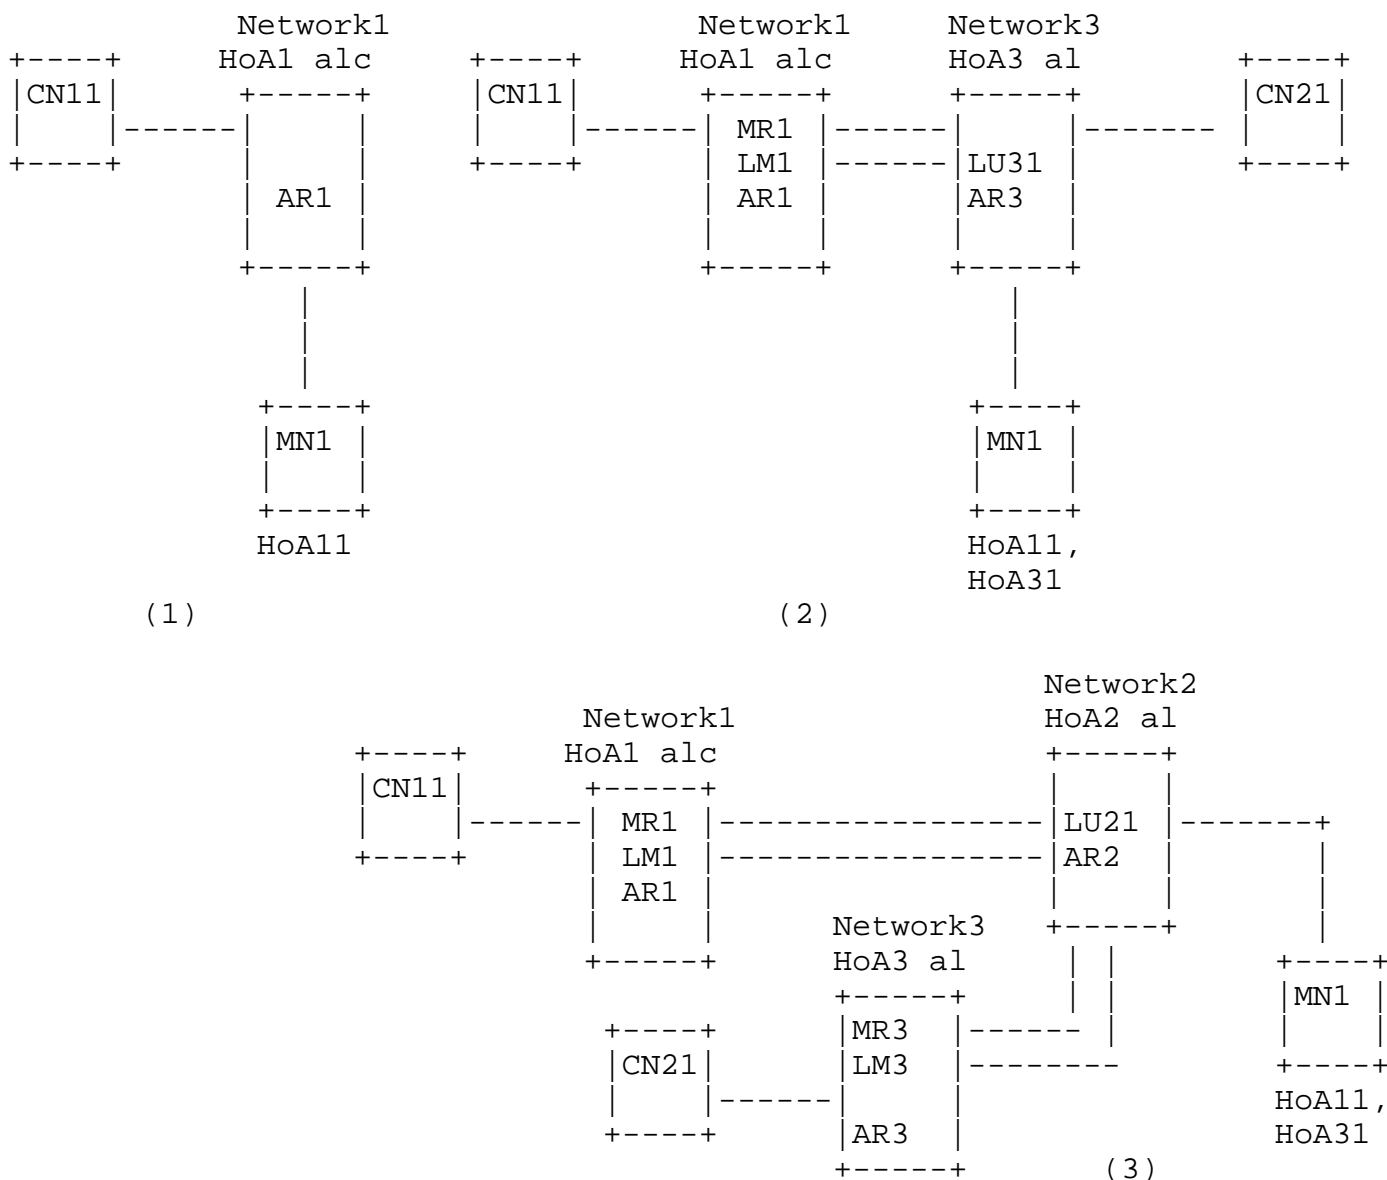 Network1 Network1 Network3
+----+ HoA1 alc +----+ HoA1 alc HoA3 al +----+
|CN11| +-----+ |CN11| +-----+ +-----+ |CN21|
| |------| | | |------| MR1 |------| |------- | |
+----+ | | +----+ | LM1 |------|LU31 | +----+
| AR1 | | AR1 | |AR3 |
| | | | | |
+-----+ +-----+ +-----+
| |
| |
| |
+----+ +----+
|MN1 | |MN1 |
| | | |
+----+ +----+
HoA11 HoA11,
HoA31
(1) (2)
Network2
Network1 HoA2 al
+----+ HoA1 alc +-----+
|CN11| +-----+ | |
| |------| MR1 |-----------------|LU21 |-------+
+----+ | LM1 |-----------------|AR2 | |
| AR1 | | | |
| | Network3 +-----+ |
+-----+ HoA3 al | | +----+
+-----+ | | |MN1 |
+----+ |MR3 |------ | | |
|CN21| |LM3 |-------- +----+
| |------| | HoA11,
+----+ |AR3 | HoA31
+-----+ (3)